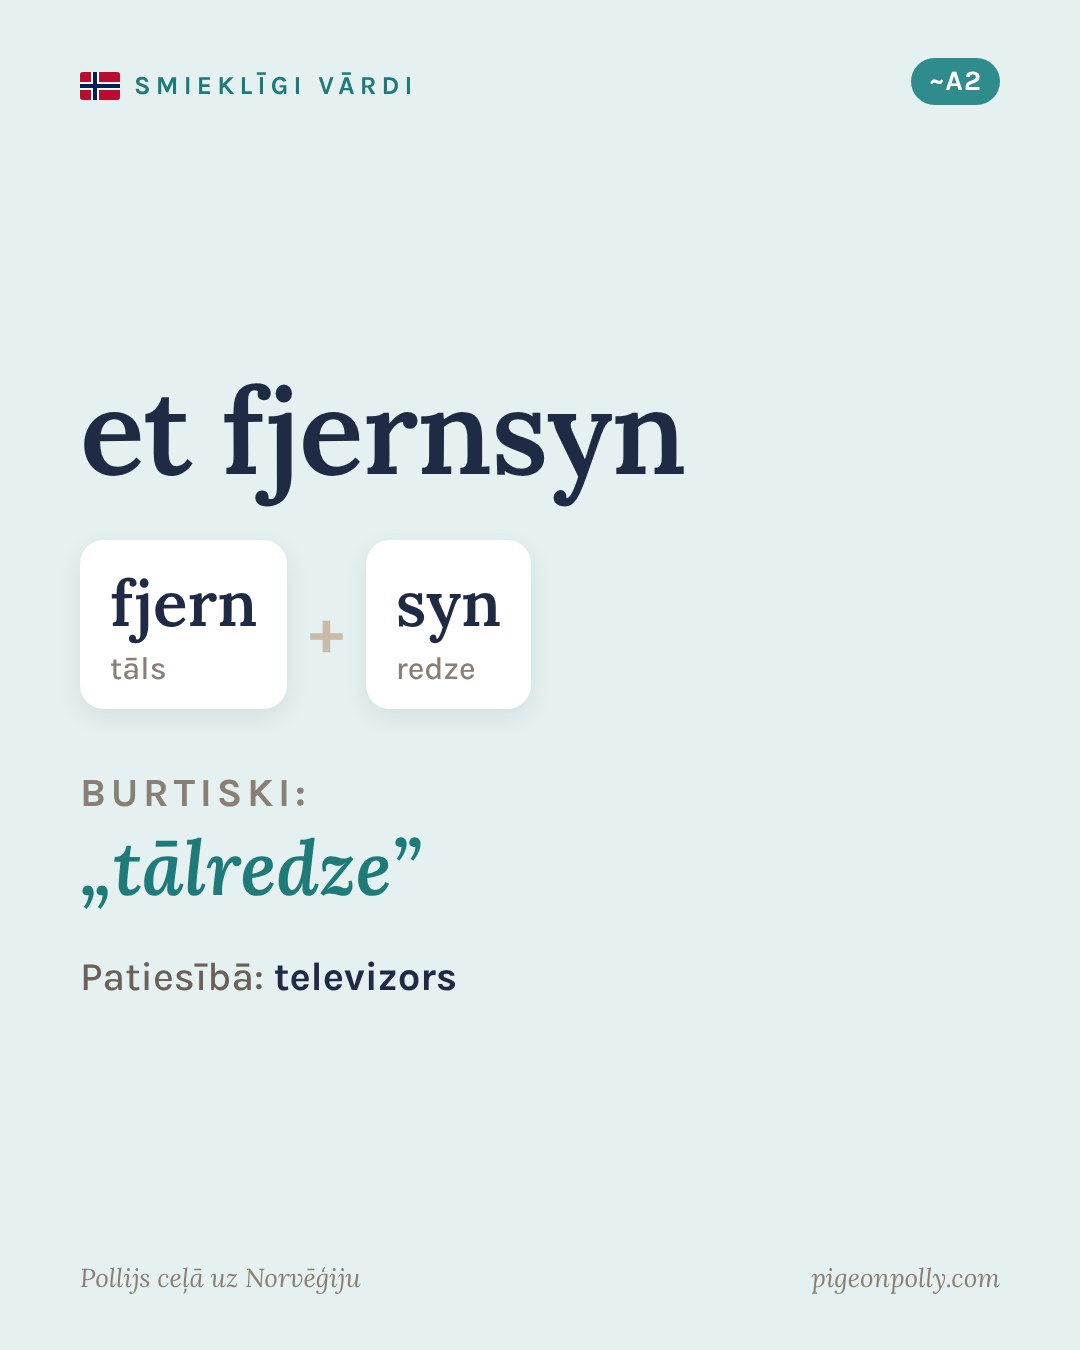 SMIEKLĪGI VĀRDI
~A2
et fjernsyn
fjern + syn
tāls redze
BURTISKI:
„tālredze”
Patiesībā: televizors
Pollijs ceļā uz Norvēģiju
pigeonpolly.com